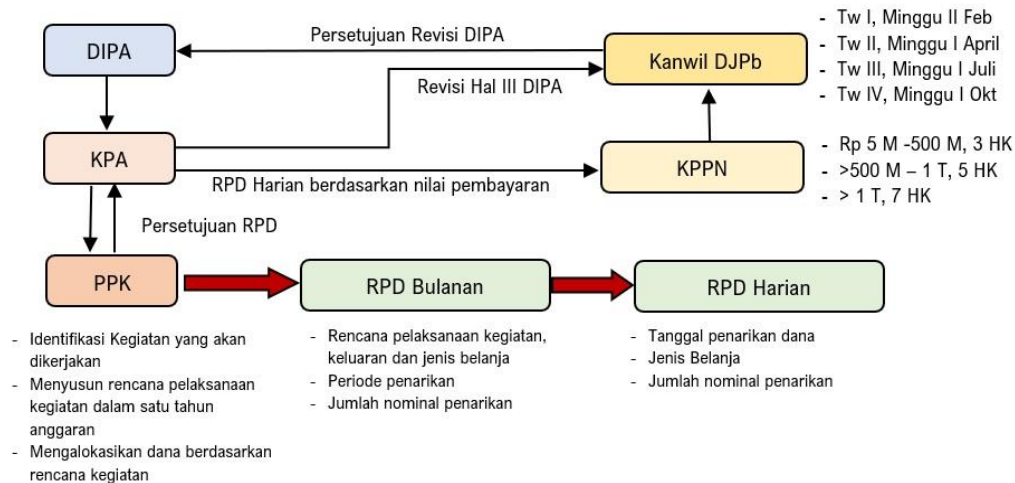 DIPA
Persetujuan Revisi DIPA
Kanwil DJPb
- Tw I, Minggu II Feb
- Tw II, Minggu I April
- Tw III, Minggu I Juli
- Tw IV, Minggu I Okt
Revisi Hal III DIPA
KPA
RPD Harian berdasarkan nilai pembayaran
KPPN
- Rp 5 M -500 M, 3 HK
- >500 M – 1 T, 5 HK
- > 1 T, 7 HK
Persetujuan RPD
PPK
RPD Bulanan
RPD Harian
- Identifikasi Kegiatan yang akan
dikerjakan
- Menyusun rencana pelaksanaan
kegiatan dalam satu tahun
anggaran
- Mengalokasikan dana berdasarkan
rencana kegiatan
- Rencana pelaksanaan kegiatan,
keluaran dan jenis belanja
- Periode penarikan
- Jumlah nominal penarikan
- Tanggal penarikan dana
- Jenis Belanja
- Jumlah nominal penarikan